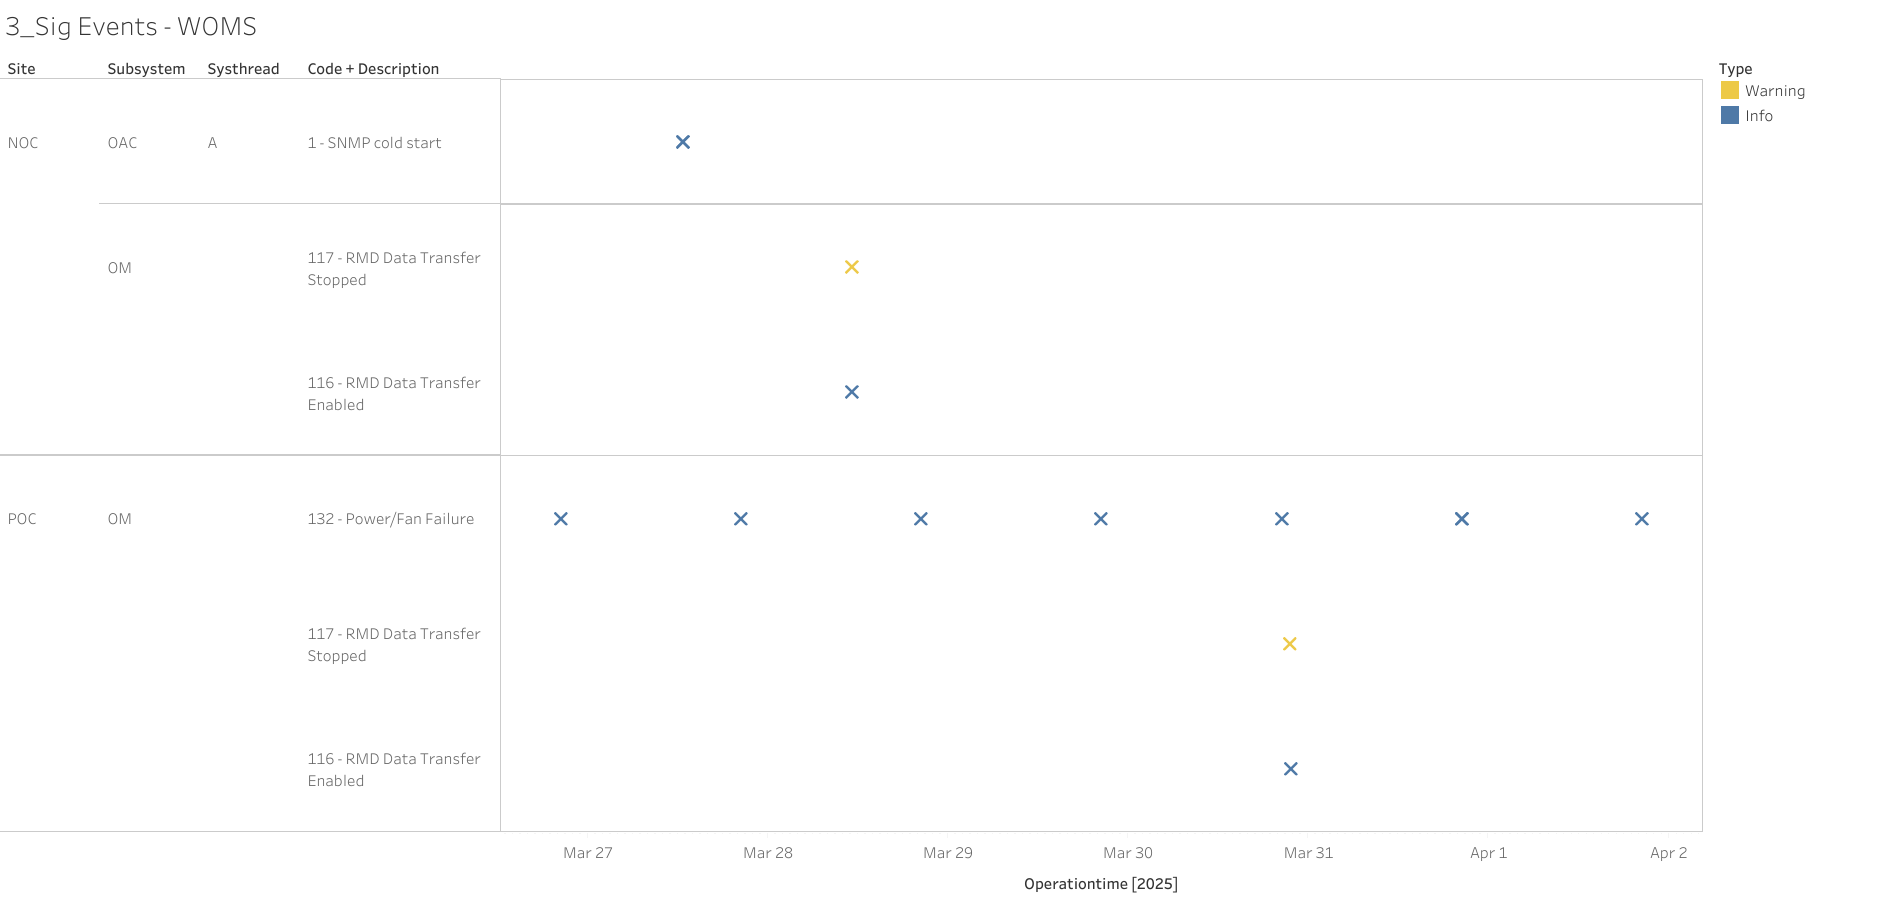 3_Sig Events - WOMS
Site Subsystem Systhread Code + Description
Type
Warning
Info
NOC OAC A 1 - SNMP cold start
OM 117 - RMD Data Transfer
Stopped
116 - RMD Data Transfer
Enabled
POC OM 132 - Power/Fan Failure
117 - RMD Data Transfer
Stopped
116 - RMD Data Transfer
Enabled
Mar 27 Mar 28 Mar 29 Mar 30 Mar 31 Apr 1 Apr 2
Operationtime [2025]